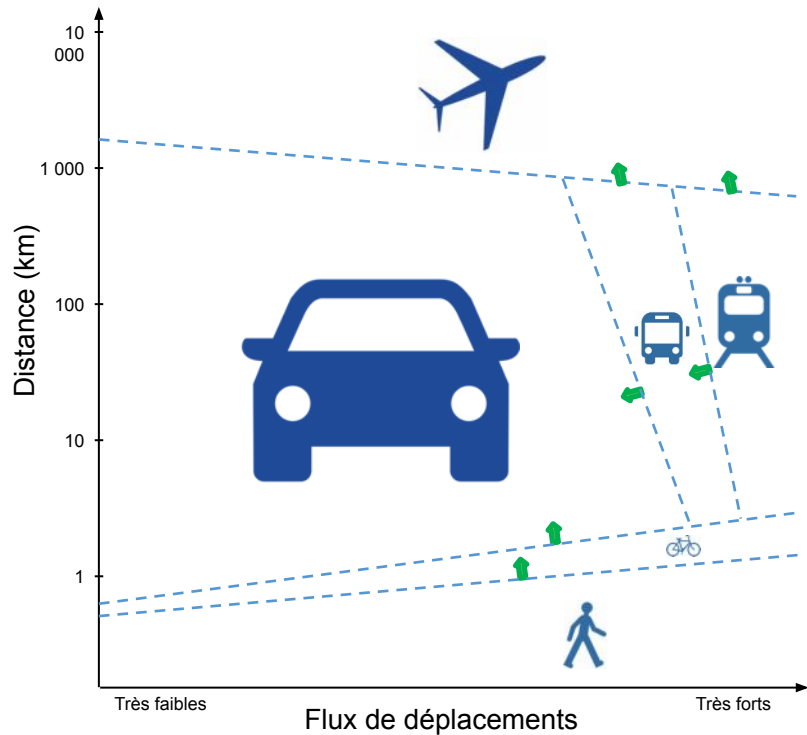 10
000
1 000
100
10
1
Distance (km)
Très faibles
Très forts
Flux de déplacements